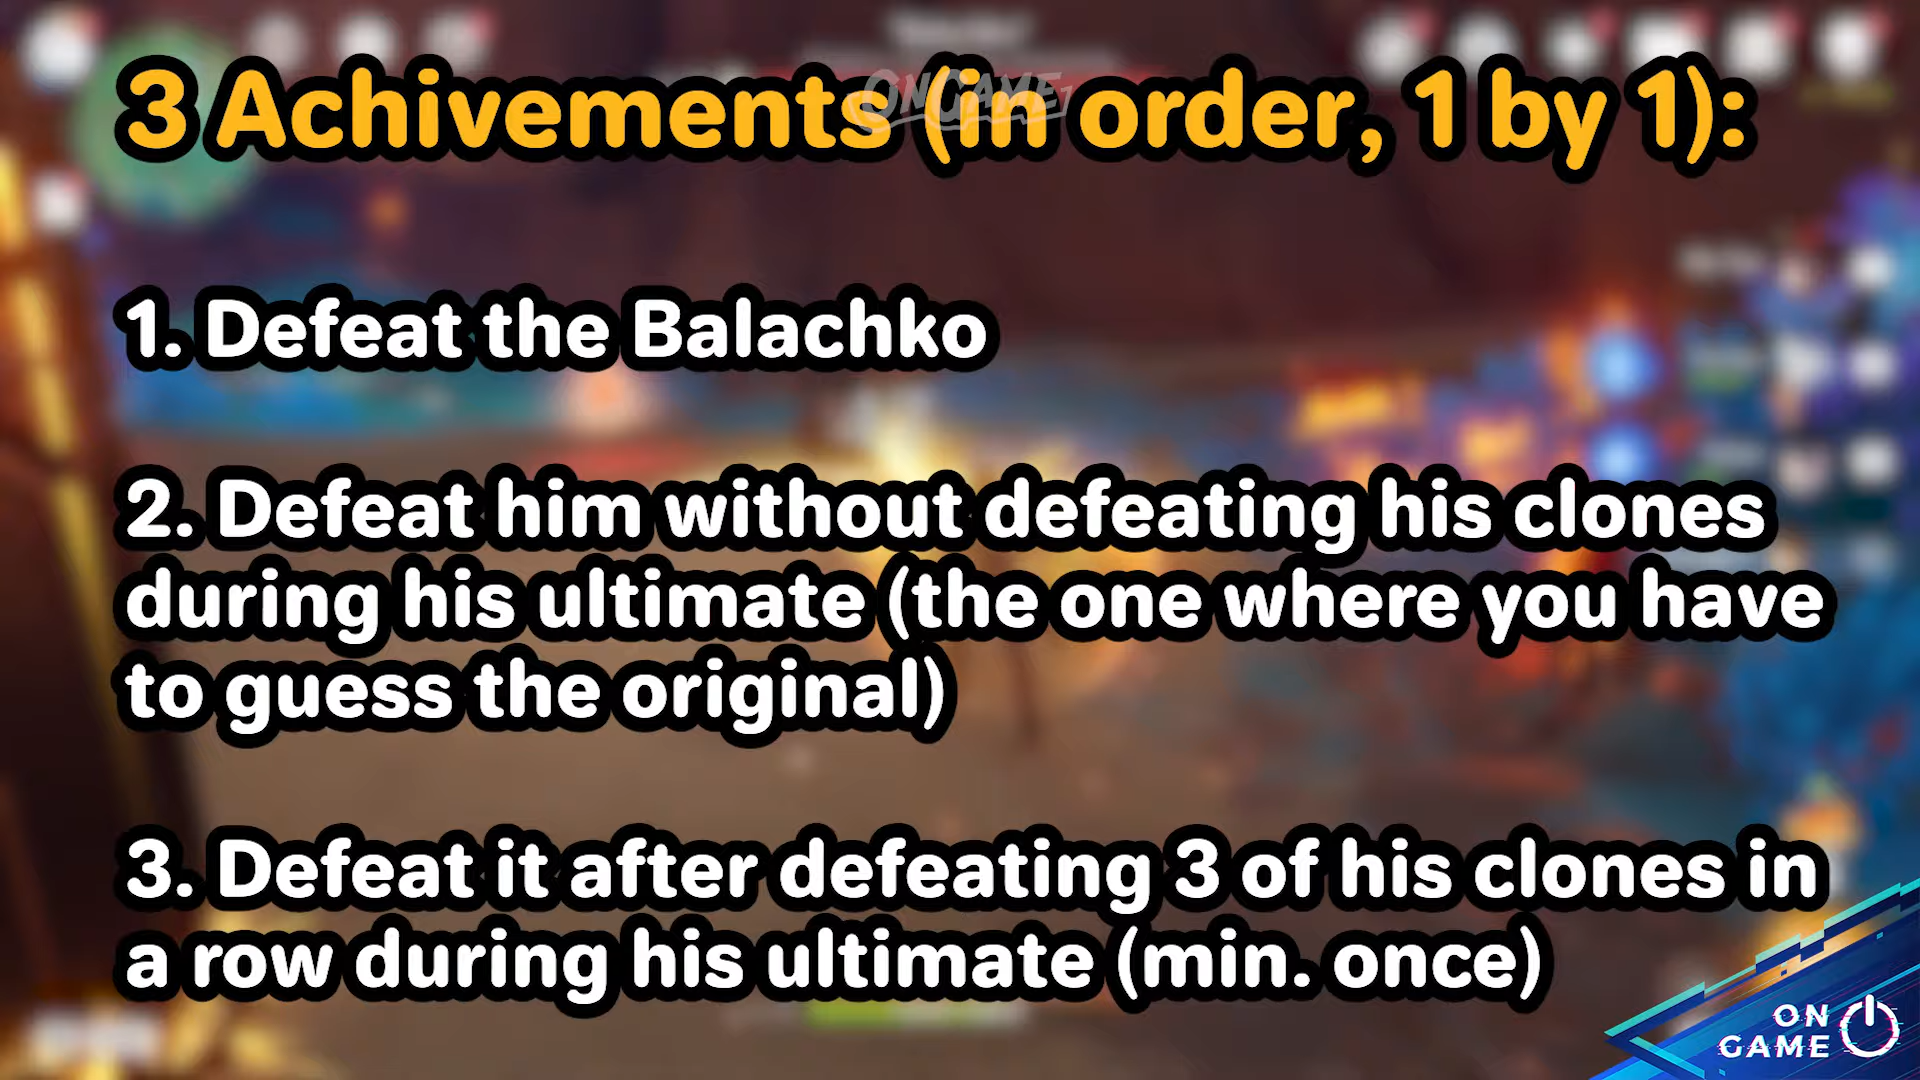 3 Achivements (in order, 1 by 1):
ONGAME
1. Defeat the Balachko
2. Defeat him without defeating his clones
during his ultimate (the one where you have
to guess the original)
3. Defeat it after defeating 3 of his clones in
a row during his ultimate (min. once)
ON
GAME